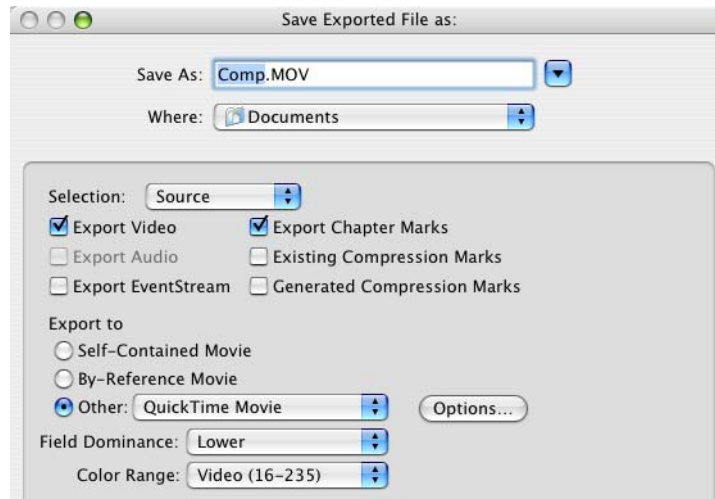 Save Exported File as:
Save As: Comp.MOV
Where: Documents
Selection: Source
Export Video Export Chapter Marks
Export Audio Existing Compression Marks
Export EventStream Generated Compression Marks
Export to
Self-Contained Movie
By-Reference Movie
Other: QuickTime Movie Options...
Field Dominance: Lower
Color Range: Video (16-235)